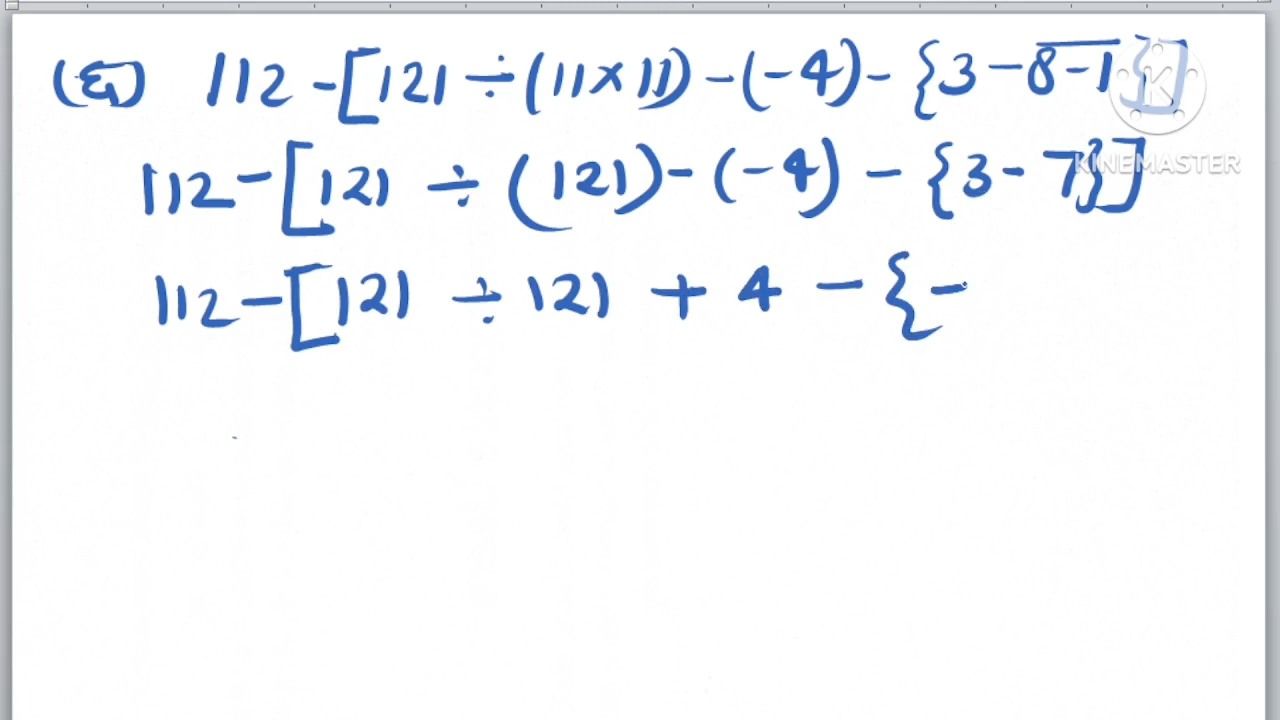 (घ) 112 - [121 ÷ (11 × 11) - (-4) - {3 - 8̅ ̅-̅ ̅1̅}]
112 - [121 ÷ (121) - (-4) - {3 - 7}]
KINEMASTER
112 - [121 ÷ 121 + 4 - {-